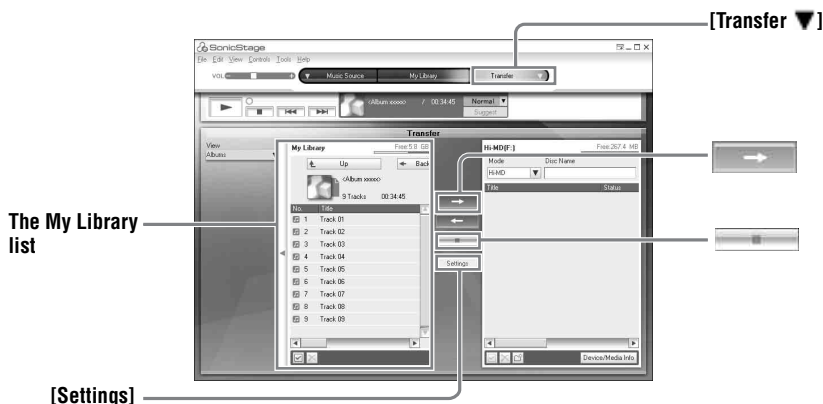 [Transfer ▼]
SonicStage
File Edit View Controls Tools Help
VOL
Music Source
My Library
Transfer
<Album xxxxx> / 00:34:45
Normal
Suggest
Transfer
View
Albums
My Library Free:5.8 GB
Up
Back
<Album xxxxx>
9 Tracks 00:34:45
No. Title
1 Track 01
2 Track 02
3 Track 03
4 Track 04
5 Track 05
6 Track 06
7 Track 07
8 Track 08
9 Track 09
Settings
Hi-MD[F:] Free:267.4 MB
Mode Disc Name
Hi-MD
Title Status
Device/Media Info
The My Library
list
[Settings]